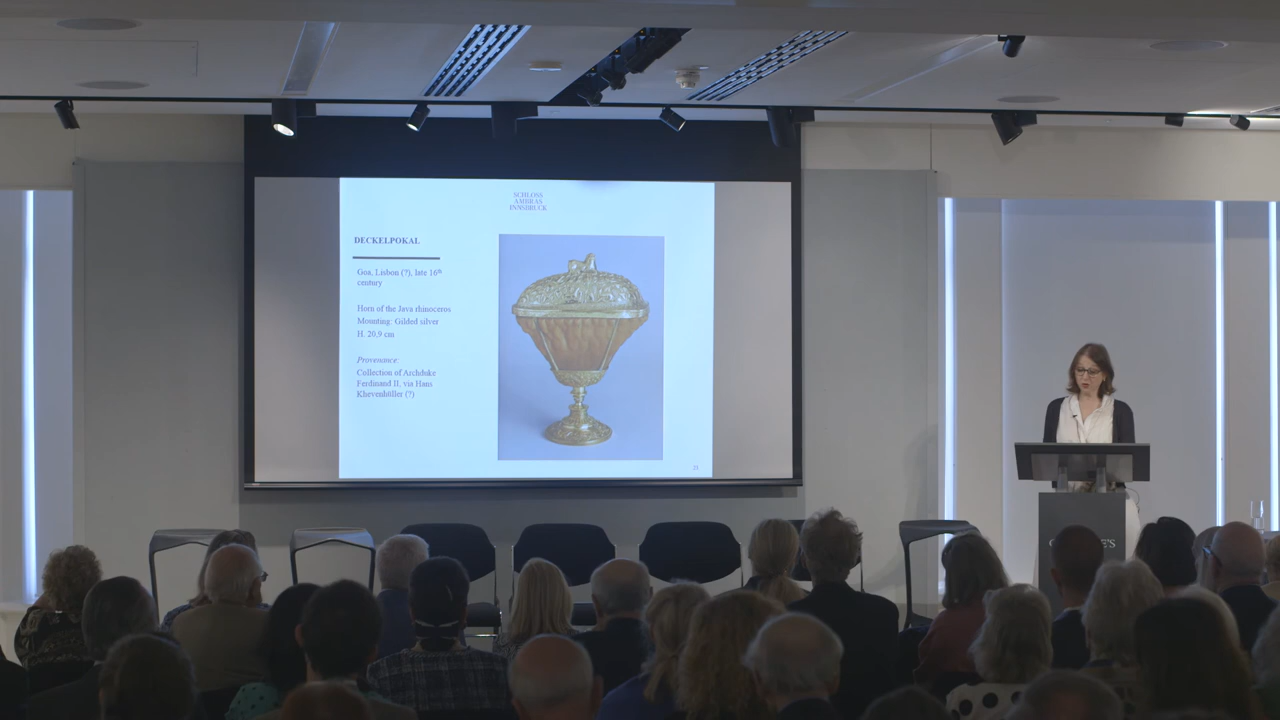 SCHLOSS
AMBRAS
INNSBRUCK
DECKELPOKAL
Goa, Lisbon (?), late 16th
century
Horn of the Java rhinoceros
Mounting: Gilded silver
H. 20,9 cm
Provenance:
Collection of Archduke
Ferdinand II, via Hans
Khevenhüller (?)